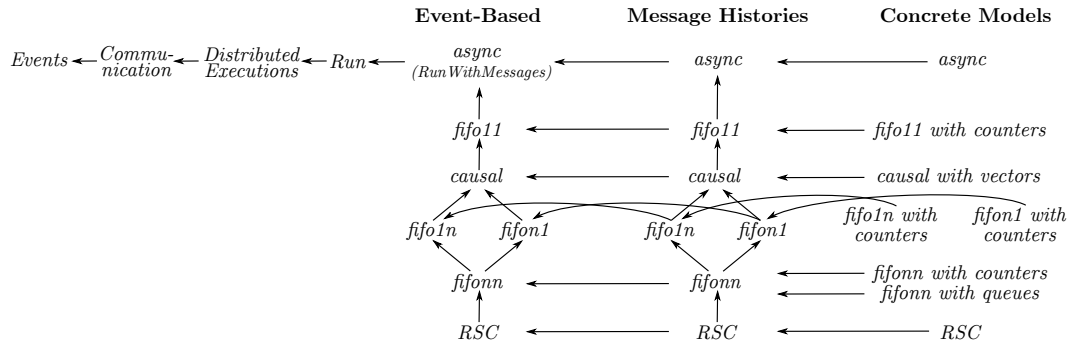 Event-Based Message Histories Concrete Models
Events Commu-
nication Distributed
Executions Run async
(RunWithMessages) async async
fifo11 fifo11 fifo11 with counters
causal causal causal with vectors
fifo1n fifon1 fifo1n fifon1 fifo1n with
counters fifon1 with
counters
fifonn fifonn fifonn with counters
fifonn with queues
RSC RSC RSC